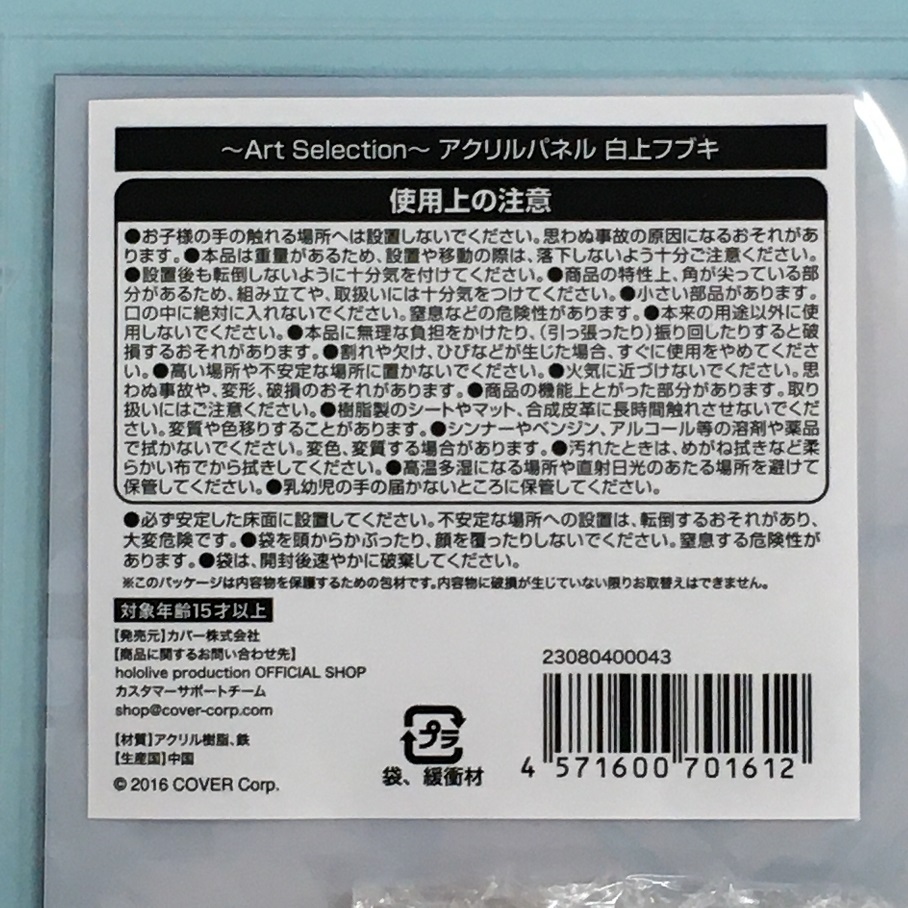 ～Art Selection～ アクリルパネル 白上フブキ
使用上の注意
●お子様の手の触れる場所へは設置しないでください。思わぬ事故の原因になるおそれがあ
ります。●本品は重量があるため、設置や移動の際は、落下しないよう十分ご注意ください。
●設置後も転倒しないように十分気を付けてください。●商品の特性上、角が尖っている部
分があるため、組み立てや、取扱いには十分気をつけてください。●小さい部品があります。
口の中に絶対に入れないでください。窒息などの危険性があります。●本来の用途以外に使
用しないでください。●本品に無理な負担をかけたり、（引っ張ったり）振り回したりすると破
損するおそれがあります。●割れや欠け、ひびなどが生じた場合、すぐに使用をやめてくださ
い。●高い場所や不安定な場所に置かないでください。●火気に近づけないでください。思
わぬ事故や、変形、破損のおそれがあります。●商品の機能上とがった部分があります。取り
扱いにはご注意ください。●樹脂製のシートやマット、合成皮革に長時間触れさせないでくだ
さい。変質や色移りすることがあります。●シンナーやベンジン、アルコール等の溶剤や薬品
で拭かないでください。変色、変質する場合があります。●汚れたときは、めがね拭きなど柔
らかい布でから拭きしてください。●高温多湿になる場所や直射日光のあたる場所を避けて
保管してください。●乳幼児の手の届かないところに保管してください。
●必ず安定した床面に設置してください。不安定な場所への設置は、転倒するおそれがあり、
大変危険です。●袋を頭からかぶったり、顔を覆ったりしないでください。窒息する危険性が
あります。●袋は、開封後速やかに破棄してください。
※このパッケージは内容物を保護するための包材です。内容物に破損が生じていない限りお取替えはできません。
対象年齢15才以上
【発売元】カバー株式会社
【商品に関するお問い合わせ先】
hololive production OFFICIAL SHOP
カスタマーサポートチーム
shop@cover-corp.com
【材質】アクリル樹脂、鉄
【生産国】中国
© 2016 COVER Corp.
プラ
袋、緩衝材
23080400043
4 571600 701612